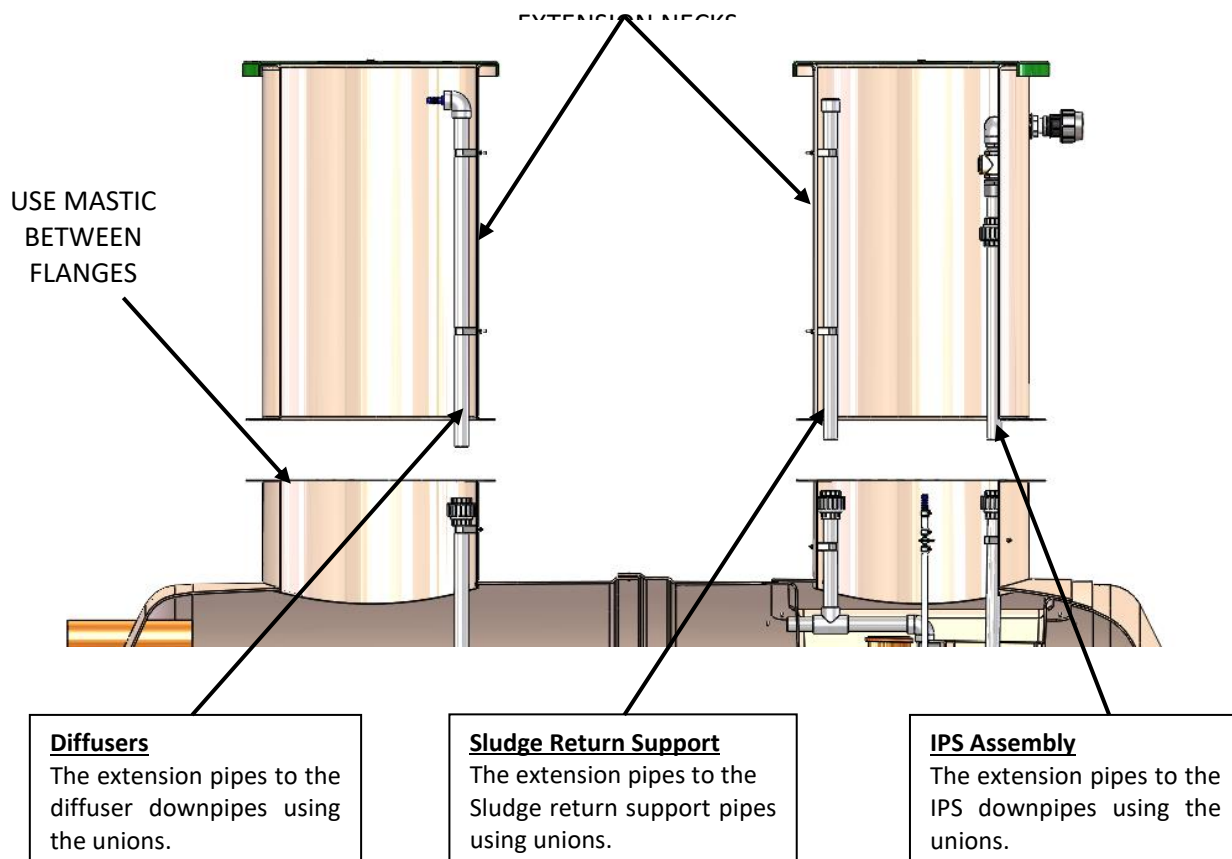 EXTENSION NECKS
USE MASTIC
BETWEEN
FLANGES
Diffusers
The extension pipes to the
diffuser downpipes using
the unions.
Sludge Return Support
The extension pipes to the
Sludge return support pipes
using unions.
IPS Assembly
The extension pipes to the
IPS downpipes using the
unions.